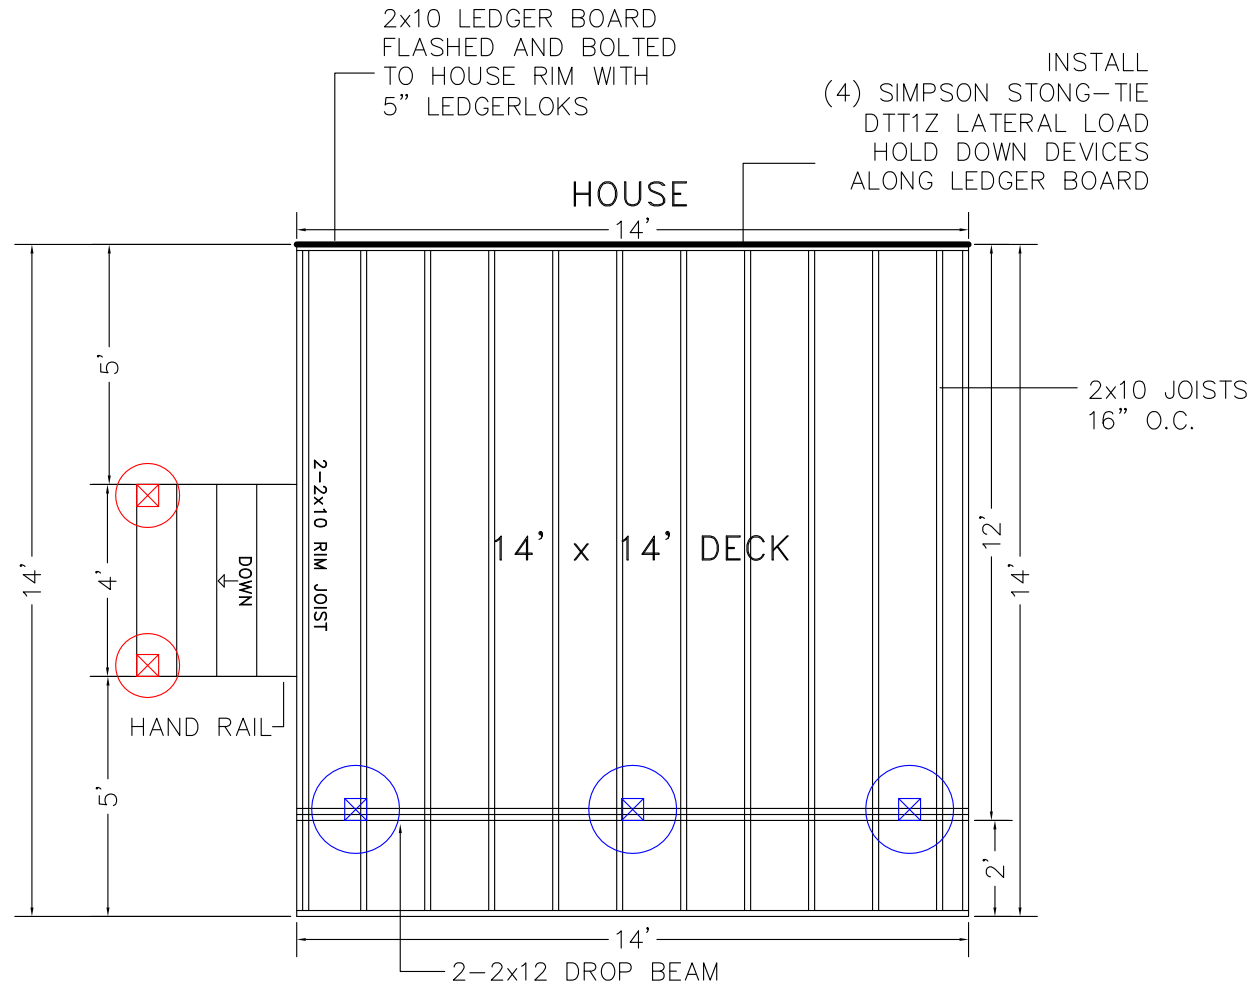 2x10 LEDGER BOARD
FLASHED AND BOLTED
TO HOUSE RIM WITH
5" LEDGERLOKS
INSTALL
(4) SIMPSON STONG-TIE
DTT1Z LATERAL LOAD
HOLD DOWN DEVICES
ALONG LEDGER BOARD
HOUSE
14'
5'
2x10 JOISTS
16" O.C.
2-2x10 RIM JOIST
14' x 14' DECK
12'
14'
14'
4'
DOWN
HAND RAIL
5'
2'
14'
2-2x12 DROP BEAM